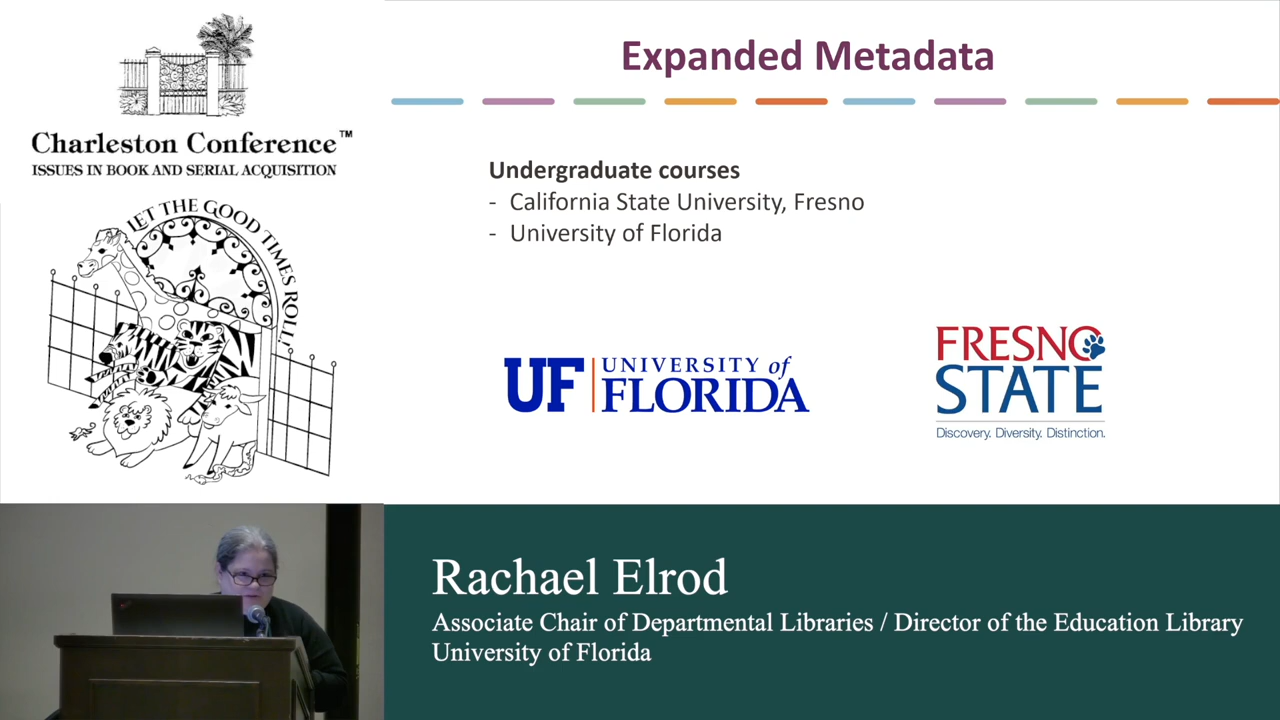 Charleston Conference™
ISSUES IN BOOK AND SERIAL ACQUISITION
LET THE GOOD TIMES ROLL!
Expanded Metadata
Undergraduate courses
- California State University, Fresno
- University of Florida
UF UNIVERSITY of
FLORIDA
FRESNO
STATE
Discovery. Diversity. Distinction.
Rachael Elrod
Associate Chair of Departmental Libraries / Director of the Education Library
University of Florida